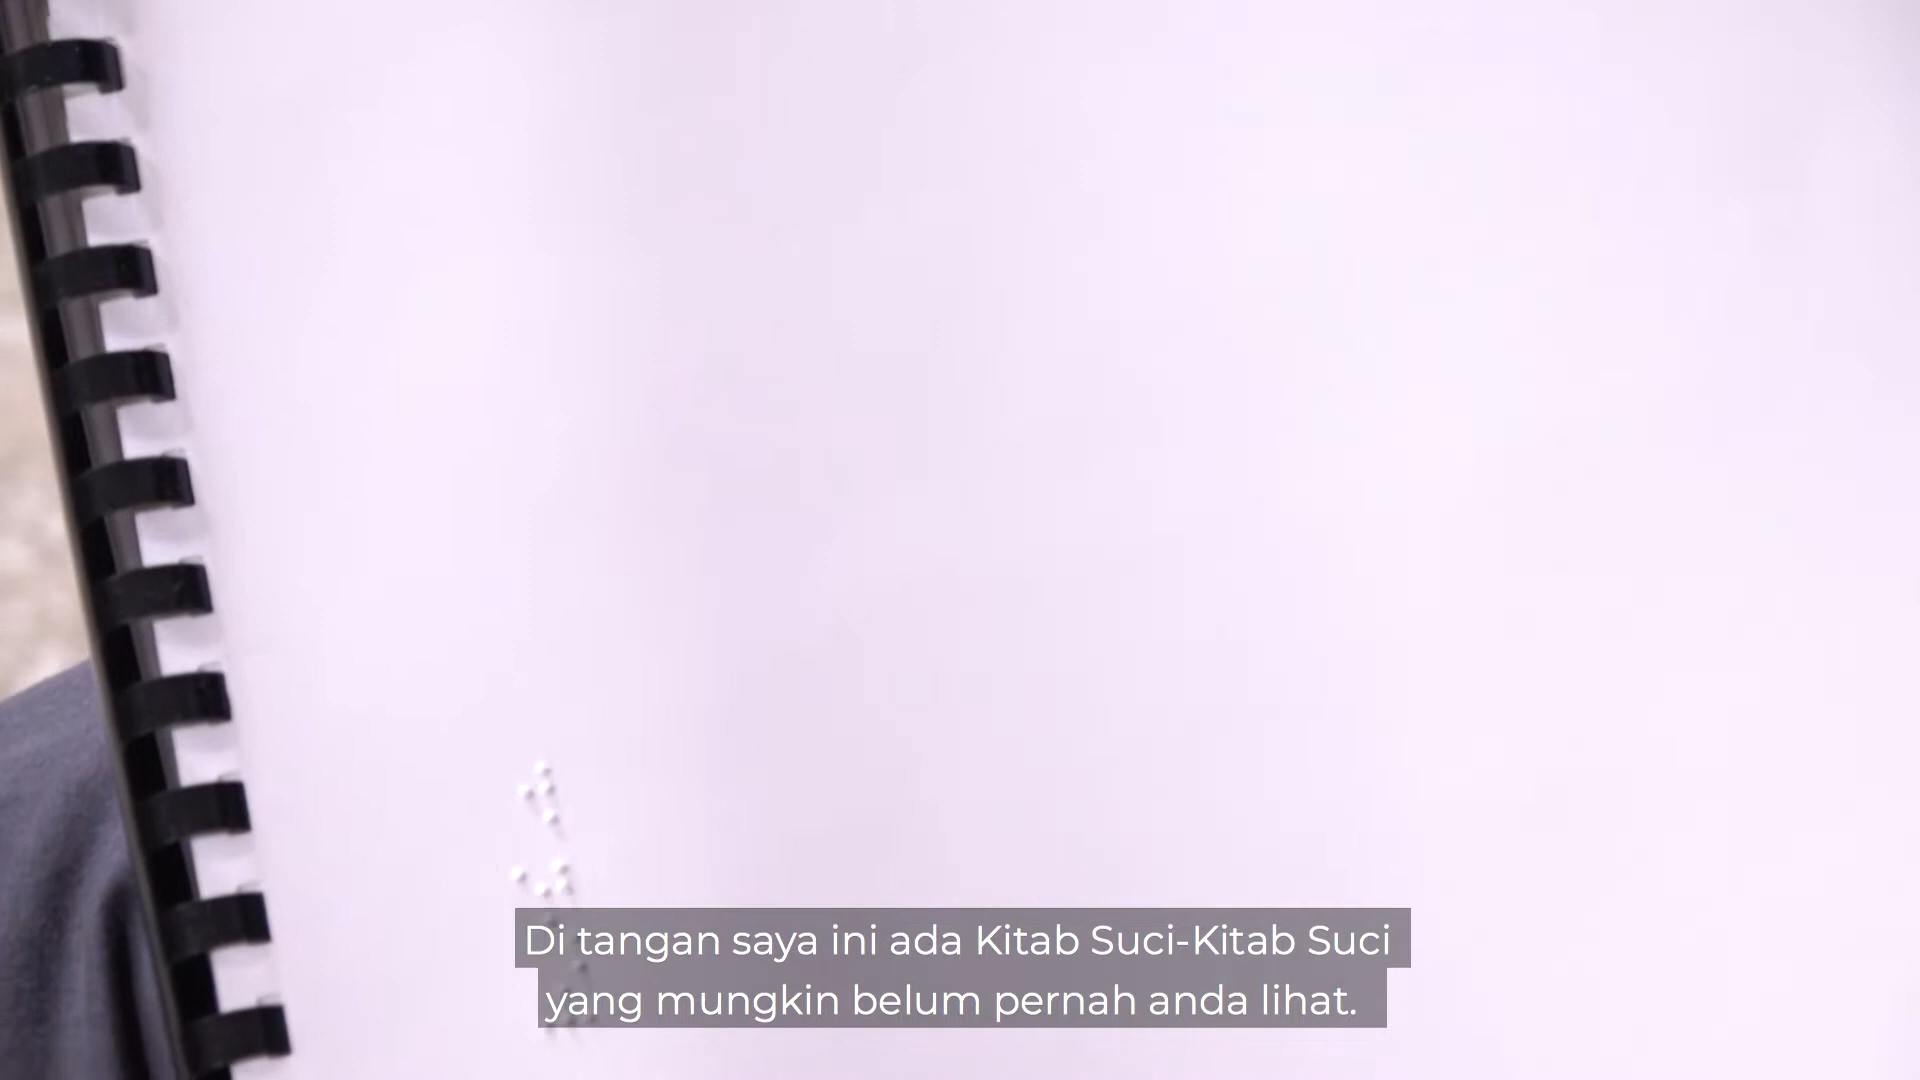 Di tangan saya ini ada Kitab Suci-Kitab Suci
yang mungkin belum pernah anda lihat.